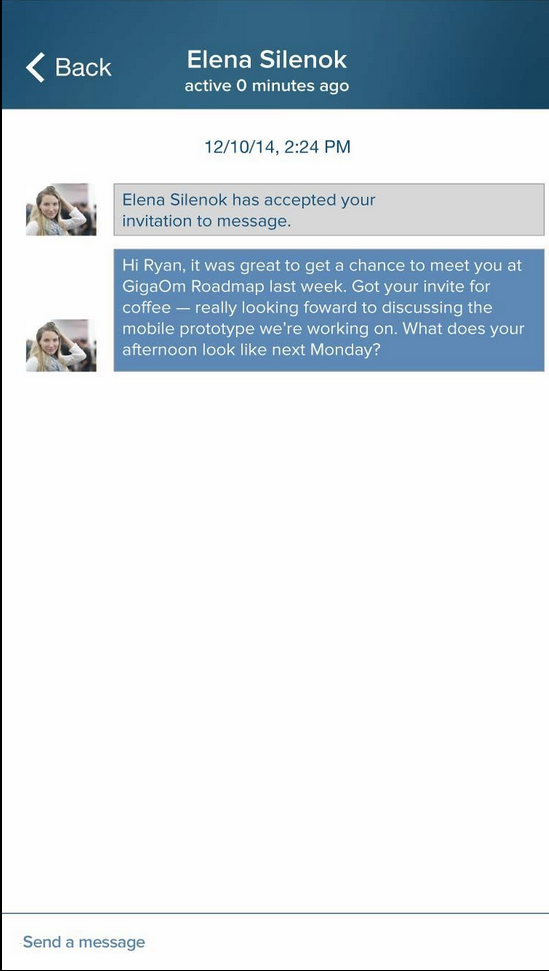 Back
Elena Silenok
active 0 minutes ago
12/10/14, 2:24 PM
Elena Silenok has accepted your
invitation to message.
Hi Ryan, it was great to get a chance to meet you at
GigaOm Roadmap last week. Got your invite for
coffee — really looking foward to discussing the
mobile prototype we're working on. What does your
afternoon look like next Monday?
Send a message